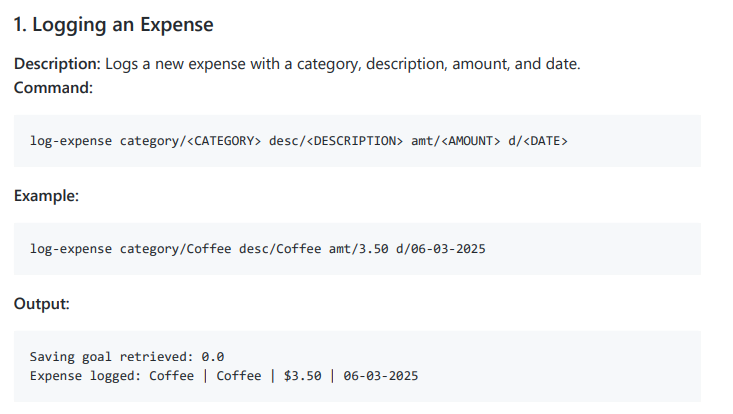 1. Logging an Expense
Description: Logs a new expense with a category, description, amount, and date.
Command:
log-expense category/<CATEGORY> desc/<DESCRIPTION> amt/<AMOUNT> d/<DATE>
Example:
log-expense category/Coffee desc/Coffee amt/3.50 d/06-03-2025
Output:
Saving goal retrieved: 0.0
Expense logged: Coffee | Coffee | $3.50 | 06-03-2025